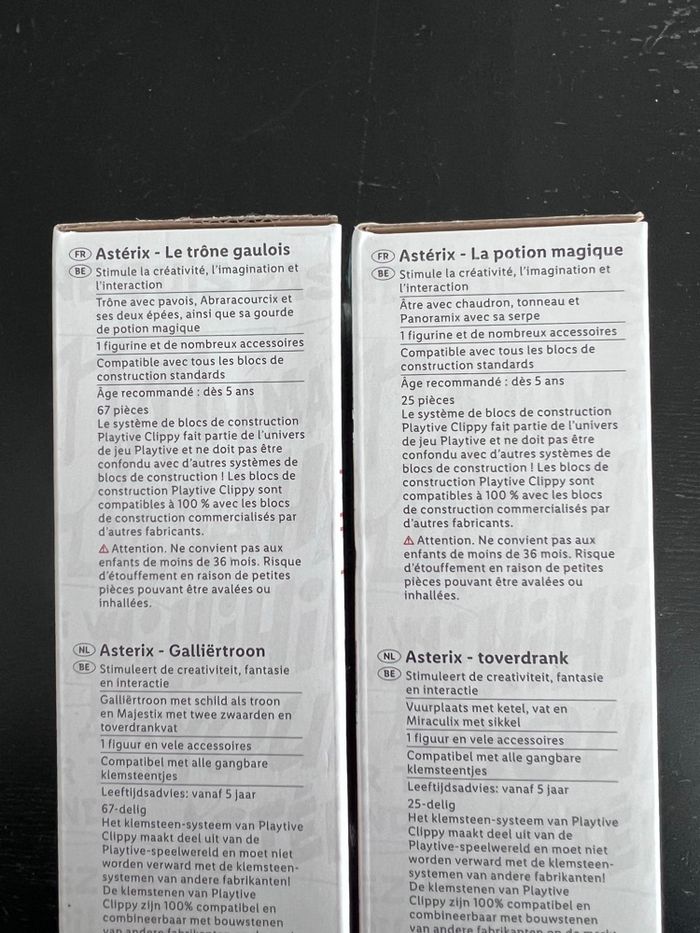 FR Astérix - Le trône gaulois
BE Stimule la créativité, l'imagination et
l'interaction
Trône avec pavois, Abraracourcix et
ses deux épées, ainsi que sa gourde
de potion magique
1 figurine et de nombreux accessoires
Compatible avec tous les blocs de
construction standards
Âge recommandé : dès 5 ans
67 pièces
Le système de blocs de construction
Playtive Clippy fait partie de l'univers
de jeu Playtive et ne doit pas être
confondu avec d'autres systèmes de
blocs de construction ! Les blocs de
construction Playtive Clippy sont
compatibles à 100 % avec les blocs
de construction commercialisés par
d'autres fabricants.
Attention. Ne convient pas aux
enfants de moins de 36 mois. Risque
d'étouffement en raison de petites
pièces pouvant être avalées ou
inhallées.
NL Asterix - Galliërtroon
BE Stimuleert de creativiteit, fantasie
en interactie
Galliërtroon met schild als troon
en Majestix met twee zwaarden en
toverdrankvat
1 figuur en vele accessoires
Compatibel met alle gangbare
klemsteentjes
Leeftijdsadvies: vanaf 5 jaar
67-delig
Het klemsteen-systeem van Playtive
Clippy maakt deel uit van de
Playtive-speelwereld en moet niet
worden verward met de klemsteen-
systemen van andere fabrikanten!
De klemstenen van Playtive
Clippy zijn 100% compatibel en
combineerbaar met bouwstenen
van andere fabrikanten
FR Astérix - La potion magique
BE Stimule la créativité, l'imagination et
l'interaction
Âtre avec chaudron, tonneau et
Panoramix avec sa serpe
1 figurine et de nombreux accessoires
Compatible avec tous les blocs de
construction standards
Âge recommandé : dès 5 ans
25 pièces
Le système de blocs de construction
Playtive Clippy fait partie de l'univers
de jeu Playtive et ne doit pas être
confondu avec d'autres systèmes de
blocs de construction ! Les blocs de
construction Playtive Clippy sont
compatibles à 100 % avec les blocs
de construction commercialisés par
d'autres fabricants.
Attention. Ne convient pas aux
enfants de moins de 36 mois. Risque
d'étouffement en raison de petites
pièces pouvant être avalées ou
inhallées.
NL Asterix - toverdrank
BE Stimuleert de creativiteit, fantasie
en interactie
Vuurplaats met ketel, vat en
Miraculix met sikkel
1 figuur en vele accessoires
Compatibel met alle gangbare
klemsteentjes
Leeftijdsadvies: vanaf 5 jaar
25-delig
Het klemsteen-systeem van Playtive
Clippy maakt deel uit van de
Playtive-speelwereld en moet niet
worden verward met de klemsteen-
systemen van andere fabrikanten!
De klemstenen van Playtive
Clippy zijn 100% compatibel en
combineerbaar met bouwstenen
van andere fabrikanten op de